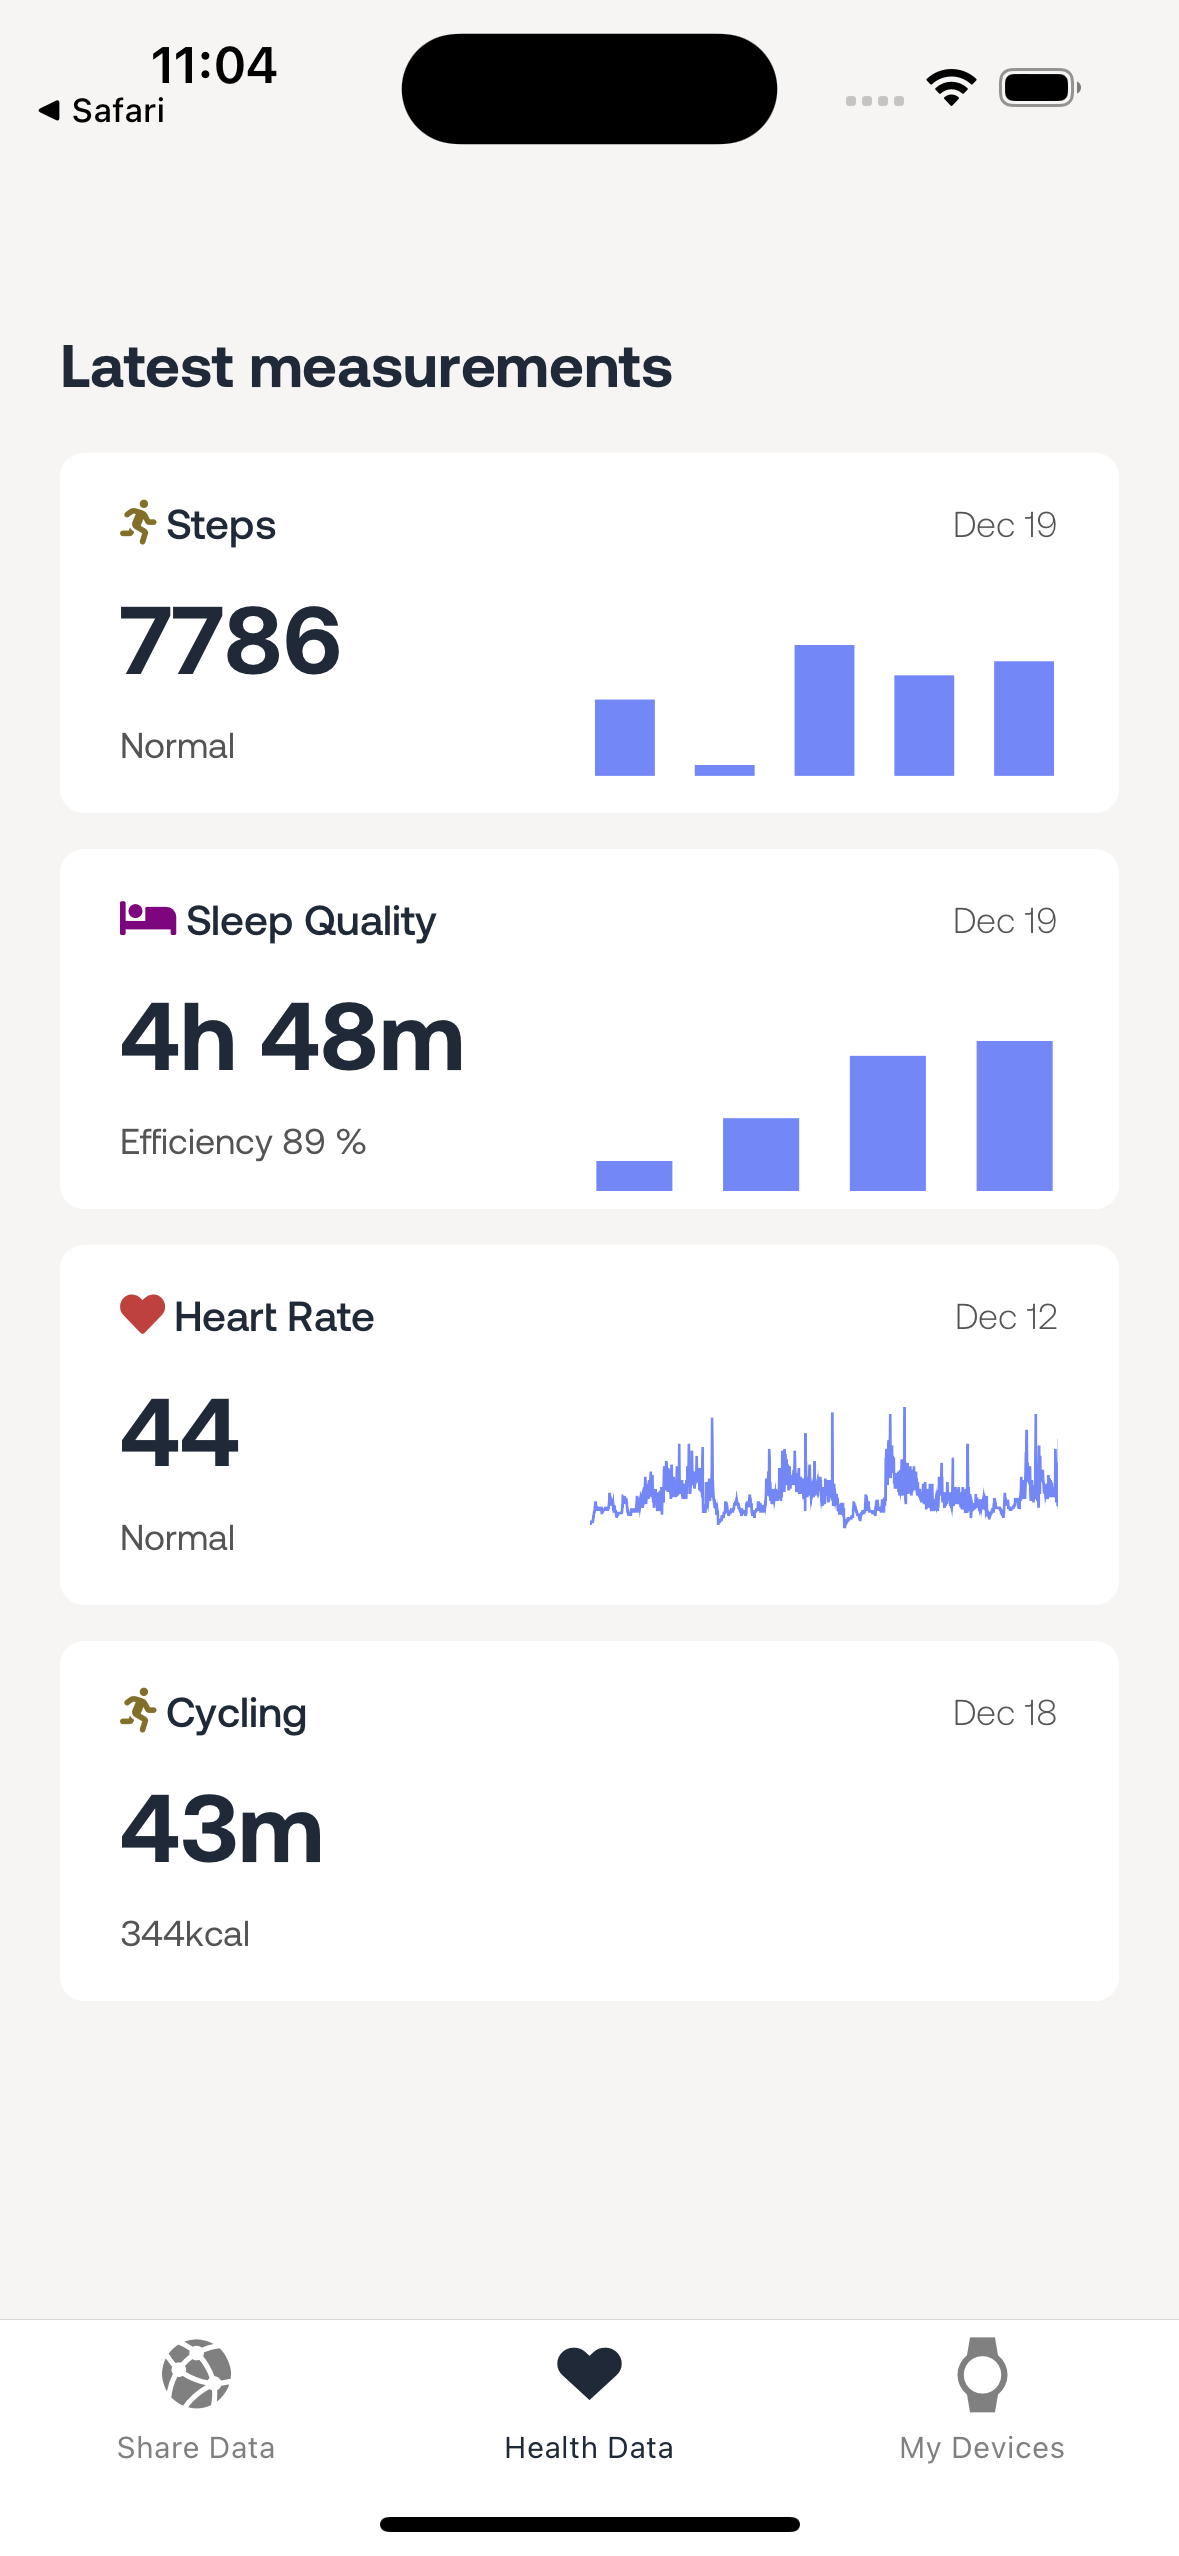 11:04
Safari
Latest measurements
Steps
Dec 19
7786
Normal
Sleep Quality
Dec 19
4h 48m
Efficiency 89 %
Heart Rate
Dec 12
44
Normal
Cycling
Dec 18
43m
344kcal
Share Data
Health Data
My Devices